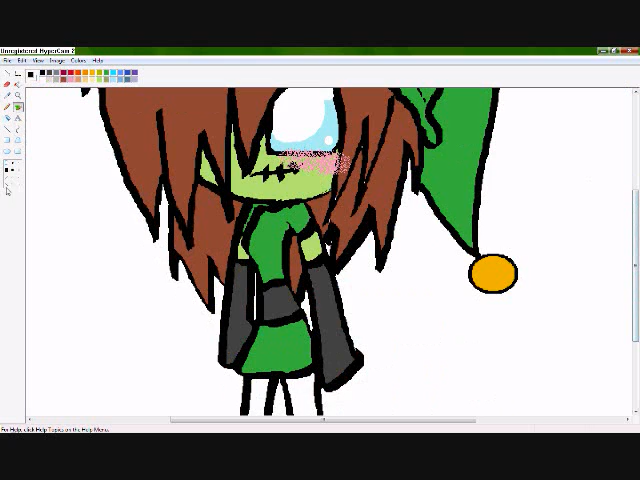 Unregistered HyperCam 2
File Edit View Image Colors Help
For Help, click Help Topics on the Help Menu.